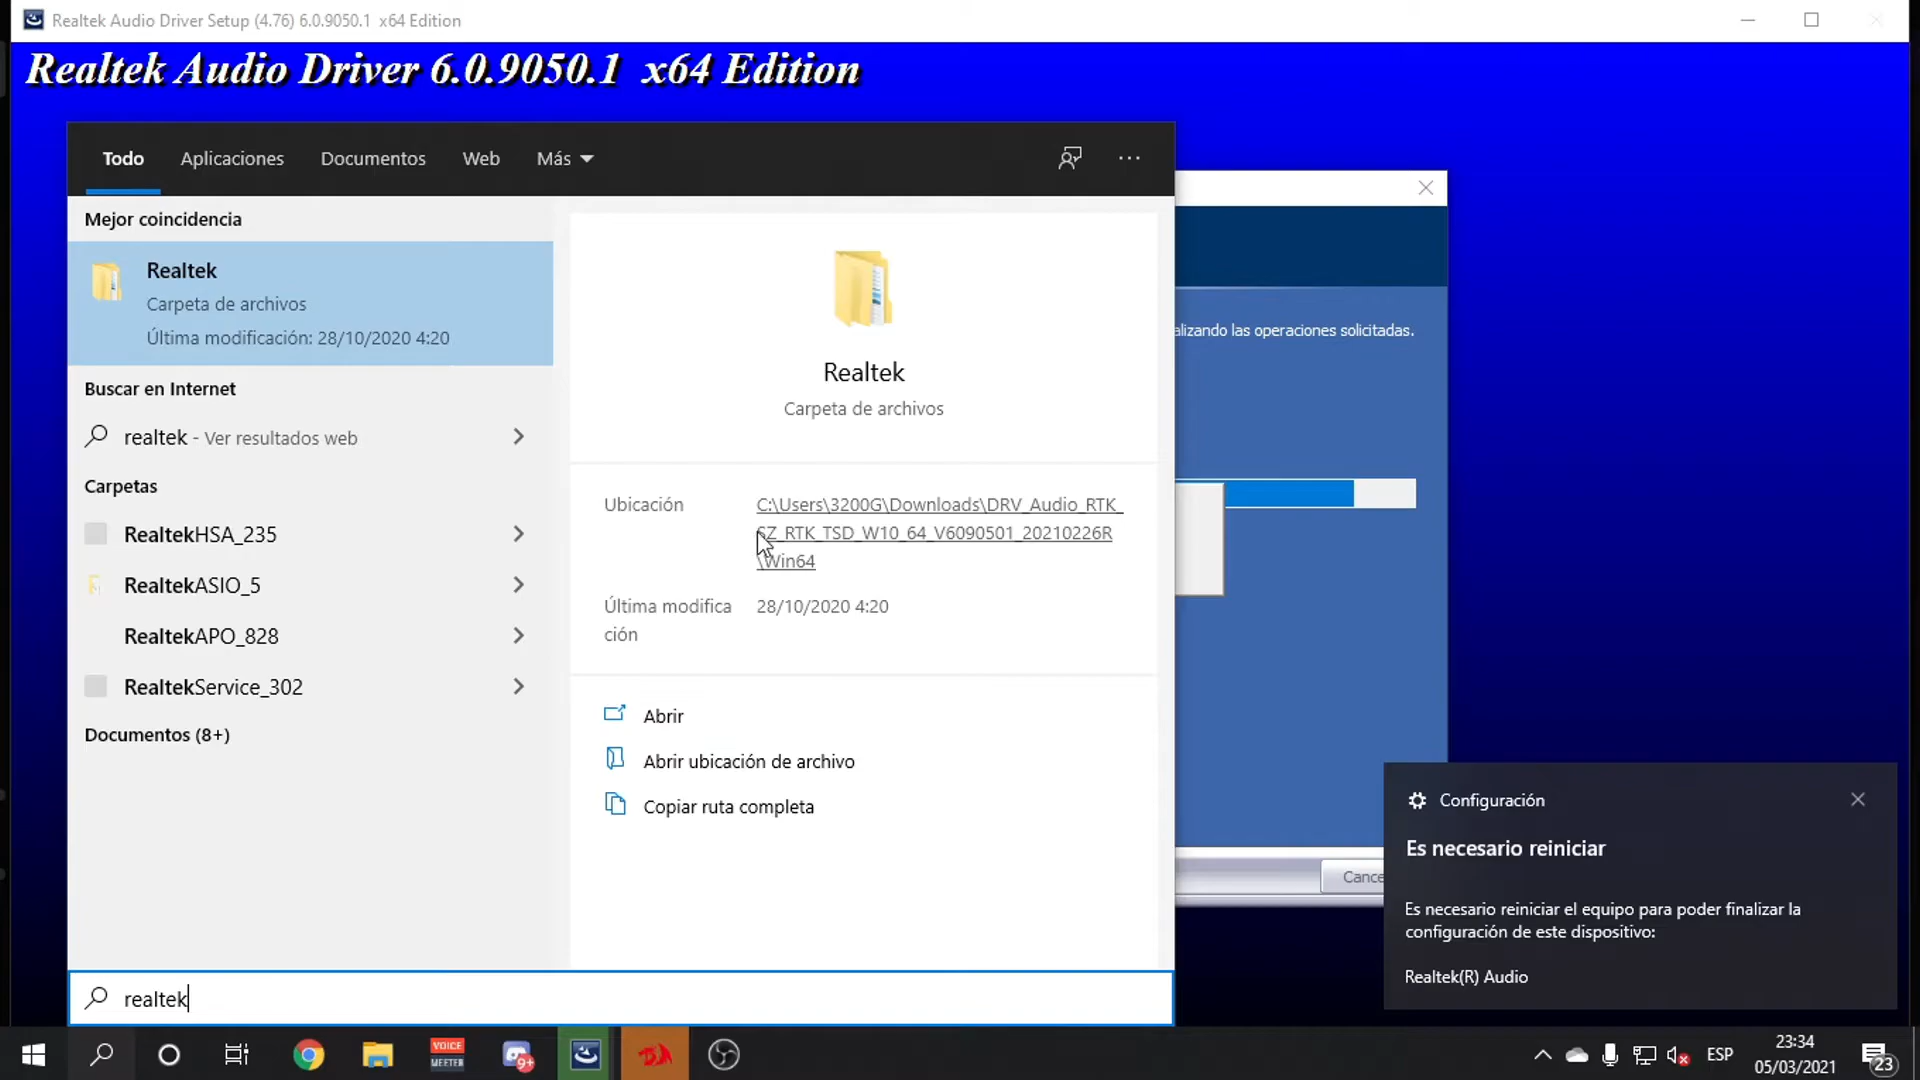 Realtek Audio Driver Setup (4.76) 6.0.9050.1 x64 Edition
Realtek Audio Driver 6.0.9050.1 x64 Edition
Todo
Aplicaciones
Documentos
Web
Más
Mejor coincidencia
Realtek
Carpeta de archivos
Última modificación: 28/10/2020 4:20
Buscar en Internet
realtek - Ver resultados web
Carpetas
RealtekHSA_235
RealtekASIO_5
RealtekAPO_828
RealtekService_302
Documentos (8+)
Realtek
Carpeta de archivos
Ubicación
C:\Users\3200G\Downloads\DRV_Audio_RTK_
SZ_RTK_TSD_W10_64_V6090501_20210226R
\Win64
Última modifica
ción
28/10/2020 4:20
Abrir
Abrir ubicación de archivo
Copiar ruta completa
alizando las operaciones solicitadas.
Cance
Configuración
Es necesario reiniciar
Es necesario reiniciar el equipo para poder finalizar la
configuración de este dispositivo:
Realtek(R) Audio
realtek
VOICE
MEETER
9+
ESP
23:34
05/03/2021
23